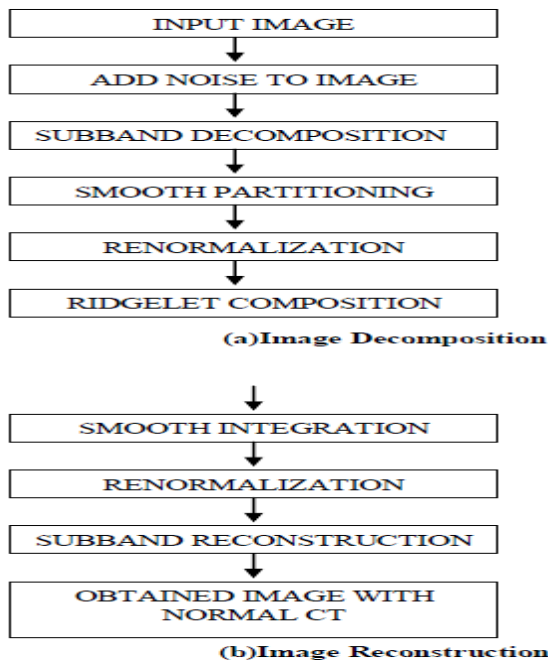 INPUT IMAGE
ADD NOISE TO IMAGE
SUBBAND DECOMPOSITION
SMOOTH PARTITIONING
RENORMALIZATION
RIDGELET COMPOSITION
(a)Image Decomposition
SMOOTH INTEGRATION
RENORMALIZATION
SUBBAND RECONSTRUCTION
OBTAINED IMAGE WITH
NORMAL CT
(b)Image Reconstruction